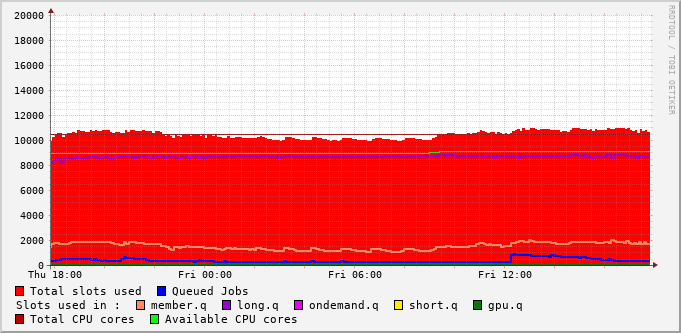 RRDTOOL / TOBI OETIKER
20000
18000
16000
14000
12000
10000
8000
6000
4000
2000
0
Thu 18:00 Fri 00:00 Fri 06:00 Fri 12:00
Total slots used Queued Jobs
Slots used in : member.q long.q ondemand.q short.q gpu.q
Total CPU cores Available CPU cores